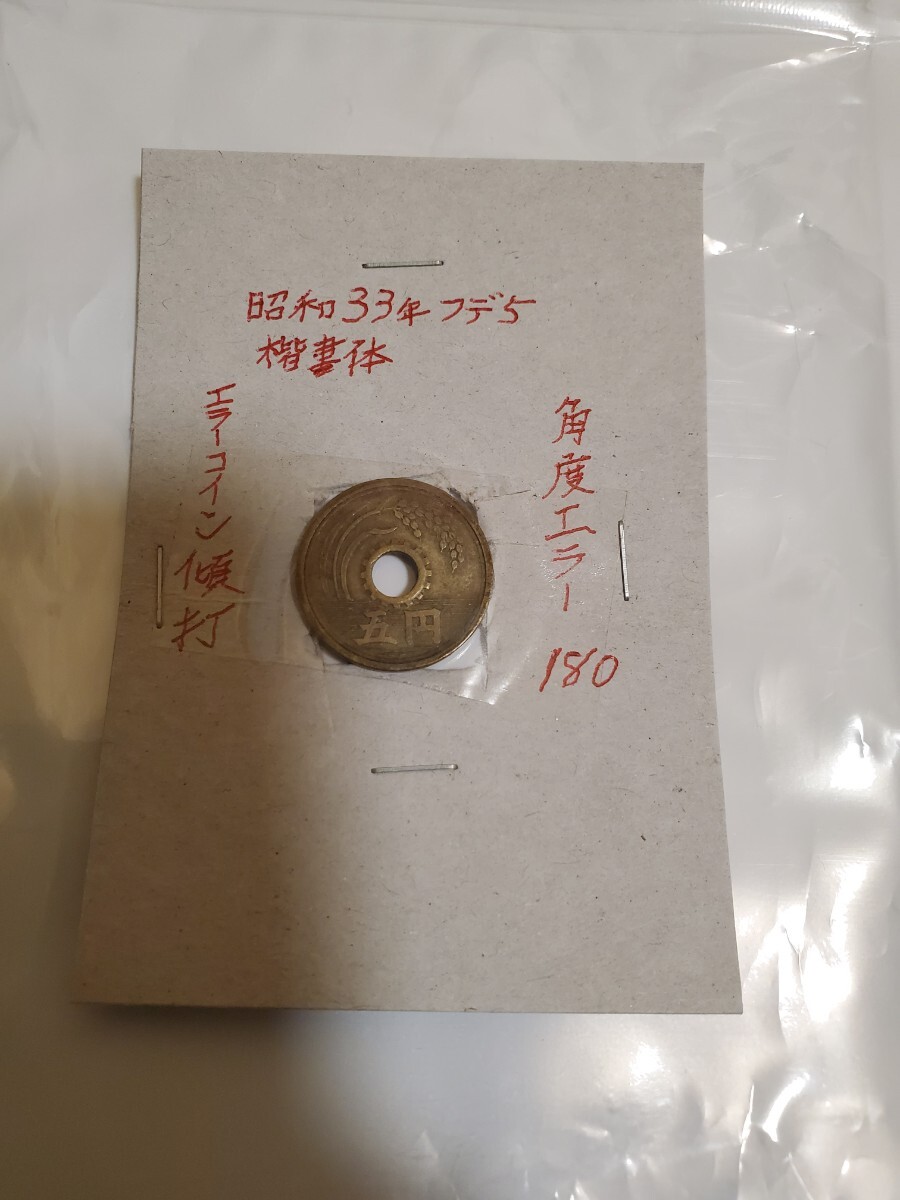 昭和33年フデ5
楷書体
エラーコイン傾打
角度エラー 180
五円